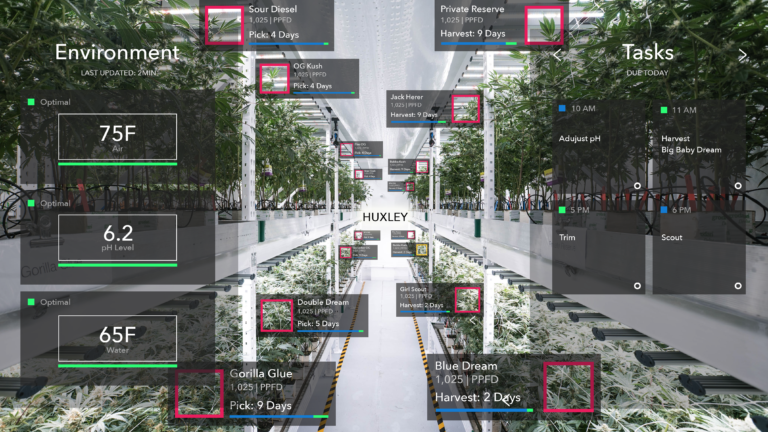 Sour Diesel
1,025 | PPFD
Pick: 4 Days
Private Reserve
1,025 | PPFD
Harvest: 9 Days
Environment
LAST UPDATED: 2MIN.
Tasks
DUE TODAY
OG Kush
1,025 | PPFD
Pick: 4 Days
Jack Herer
1,025 | PPFD
Harvest: 9 Days
Optimal
75F
Air
10 AM
Adujust pH
11 AM
Harvest
Big Baby Dream
Optimal
6.2
pH Level
HUXLEY
5 PM
Trim
6 PM
Scout
Gorilla
Optimal
65F
Water
Double Dream
1,025 | PPFD
Pick: 5 Days
Girl Scout
1,025 | PPFD
Harvest: 2 Days
Gorilla Glue
1,025 | PPFD
Pick: 9 Days
Blue Dream
1,025 | PPFD
Harvest: 2 Days